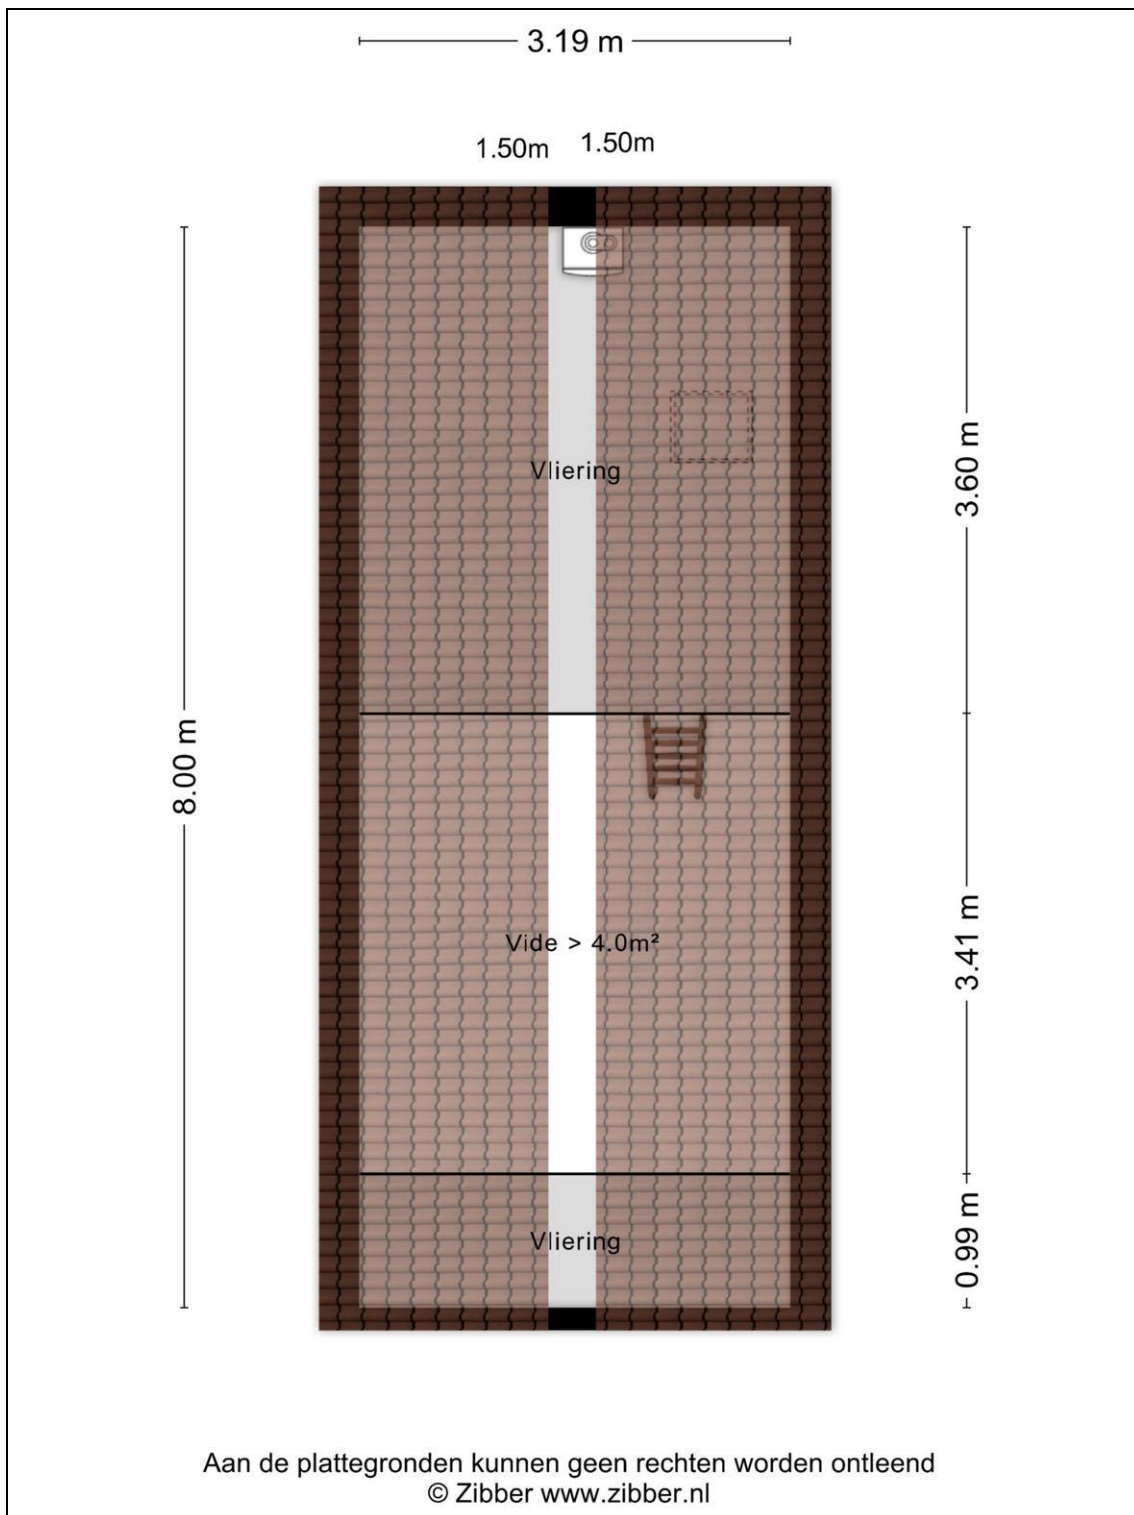 3.19 m
1.50m 1.50m
Vliering
3.60 m
8.00 m
Vide > 4.0m²
3.41 m
Vliering
0.99 m
Aan de plattegronden kunnen geen rechten worden ontleend
© Zibber www.zibber.nl